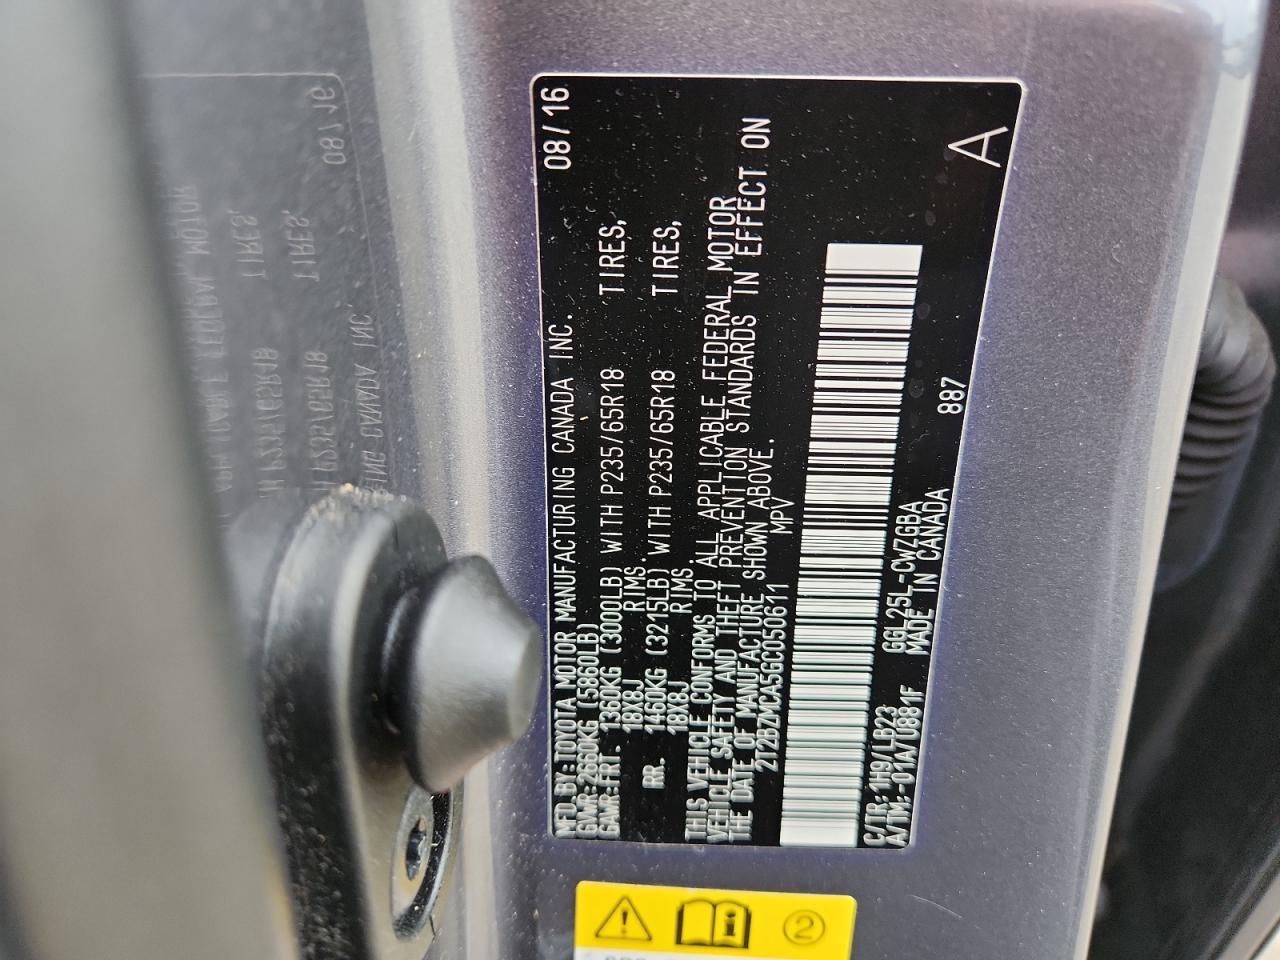 MFD.BY:TOYOTA MOTOR MANUFACTURING CANADA INC. 08/16
GVWR:2660KG (5860LB)
GAWR:FRT. 1360KG (3000LB) WITH P235/65R18 TIRES,
18X8J RIMS.
RR. 1460KG (3215LB) WITH P235/65R18 TIRES,
18X8J RIMS.
THIS VEHICLE CONFORMS TO ALL APPLICABLE FEDERAL MOTOR
VEHICLE SAFETY AND THEFT PREVENTION STANDARDS IN EFFECT ON
THE DATE OF MANUFACTURE SHOWN ABOVE.
2T2BZMCA5GC050611 MPV
C/TR:1H9/LB23 GGL25L-CWZGBA 887
A/TM:-01A/U881F MADE IN CANADA
A
2